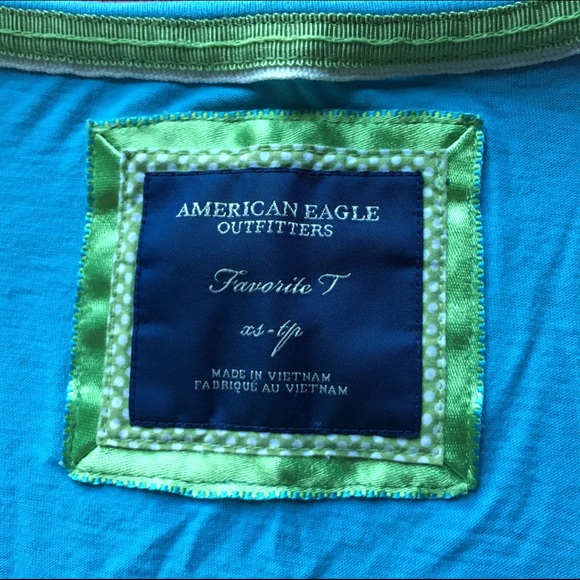 AMERICAN EAGLE
OUTFITTERS
Favorite T
xs-tp
MADE IN VIETNAM
FABRIQUÉ AU VIETNAM